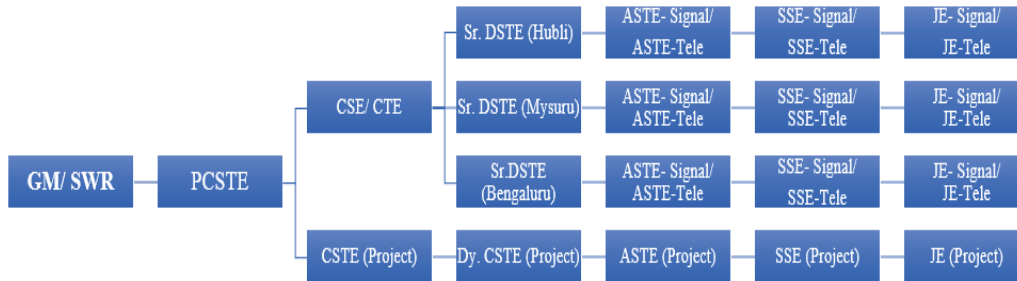 Sr. DSTE (Hubli)
ASTE- Signal/
ASTE-Tele
SSE- Signal/
SSE-Tele
JE- Signal/
JE-Tele
CSE/ CTE
Sr. DSTE (Mysuru)
ASTE- Signal/
ASTE-Tele
SSE- Signal/
SSE-Tele
JE- Signal/
JE-Tele
GM/ SWR
PCSTE
Sr.DSTE
(Bengaluru)
ASTE- Signal/
ASTE-Tele
SSE- Signal/
SSE-Tele
JE- Signal/
JE-Tele
CSTE (Project)
Dy. CSTE (Project)
ASTE (Project)
SSE (Project)
JE (Project)